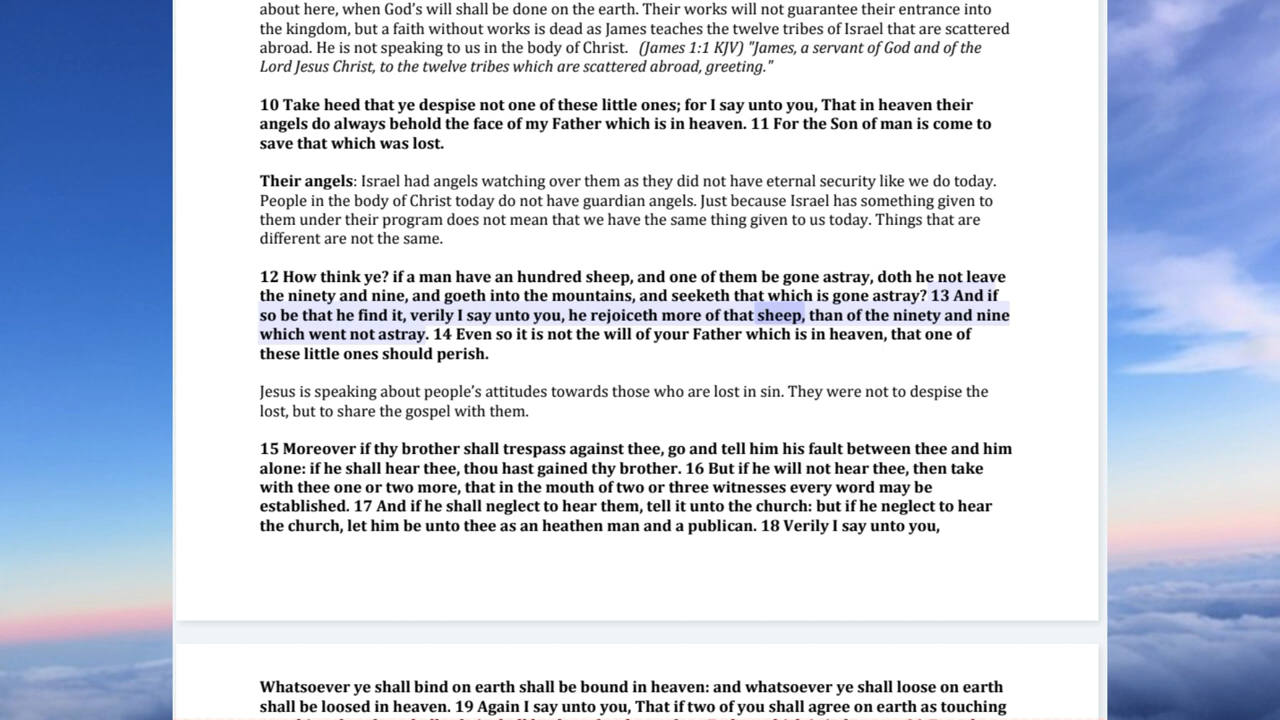 about here, when God’s will shall be done on the earth. Their works will not guarantee their entrance into
the kingdom, but a faith without works is dead as James teaches the twelve tribes of Israel that are scattered
abroad. He is not speaking to us in the body of Christ. (James 1:1 KJV) "James, a servant of God and of the
Lord Jesus Christ, to the twelve tribes which are scattered abroad, greeting."
10 Take heed that ye despise not one of these little ones; for I say unto you, That in heaven their
angels do always behold the face of my Father which is in heaven. 11 For the Son of man is come to
save that which was lost.
Their angels: Israel had angels watching over them as they did not have eternal security like we do today.
People in the body of Christ today do not have guardian angels. Just because Israel has something given to
them under their program does not mean that we have the same thing given to us today. Things that are
different are not the same.
12 How think ye? if a man have an hundred sheep, and one of them be gone astray, doth he not leave
the ninety and nine, and goeth into the mountains, and seeketh that which is gone astray? 13 And if
so be that he find it, verily I say unto you, he rejoiceth more of that sheep, than of the ninety and nine
which went not astray. 14 Even so it is not the will of your Father which is in heaven, that one of
these little ones should perish.
Jesus is speaking about people’s attitudes towards those who are lost in sin. They were not to despise the
lost, but to share the gospel with them.
15 Moreover if thy brother shall trespass against thee, go and tell him his fault between thee and him
alone: if he shall hear thee, thou hast gained thy brother. 16 But if he will not hear thee, then take
with thee one or two more, that in the mouth of two or three witnesses every word may be
established. 17 And if he shall neglect to hear them, tell it unto the church: but if he neglect to hear
the church, let him be unto thee as an heathen man and a publican. 18 Verily I say unto you,
Whatsoever ye shall bind on earth shall be bound in heaven: and whatsoever ye shall loose on earth
shall be loosed in heaven. 19 Again I say unto you, That if two of you shall agree on earth as touching